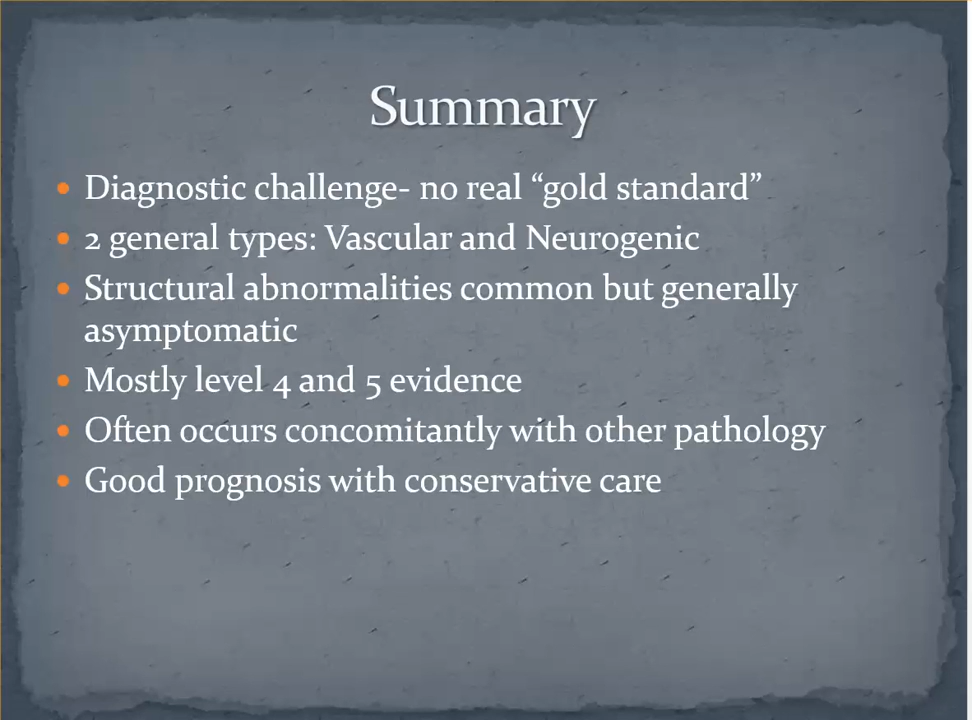 Summary
• Diagnostic challenge- no real “gold standard”
• 2 general types: Vascular and Neurogenic
• Structural abnormalities common but generally
asymptomatic
• Mostly level 4 and 5 evidence
• Often occurs concomitantly with other pathology
• Good prognosis with conservative care